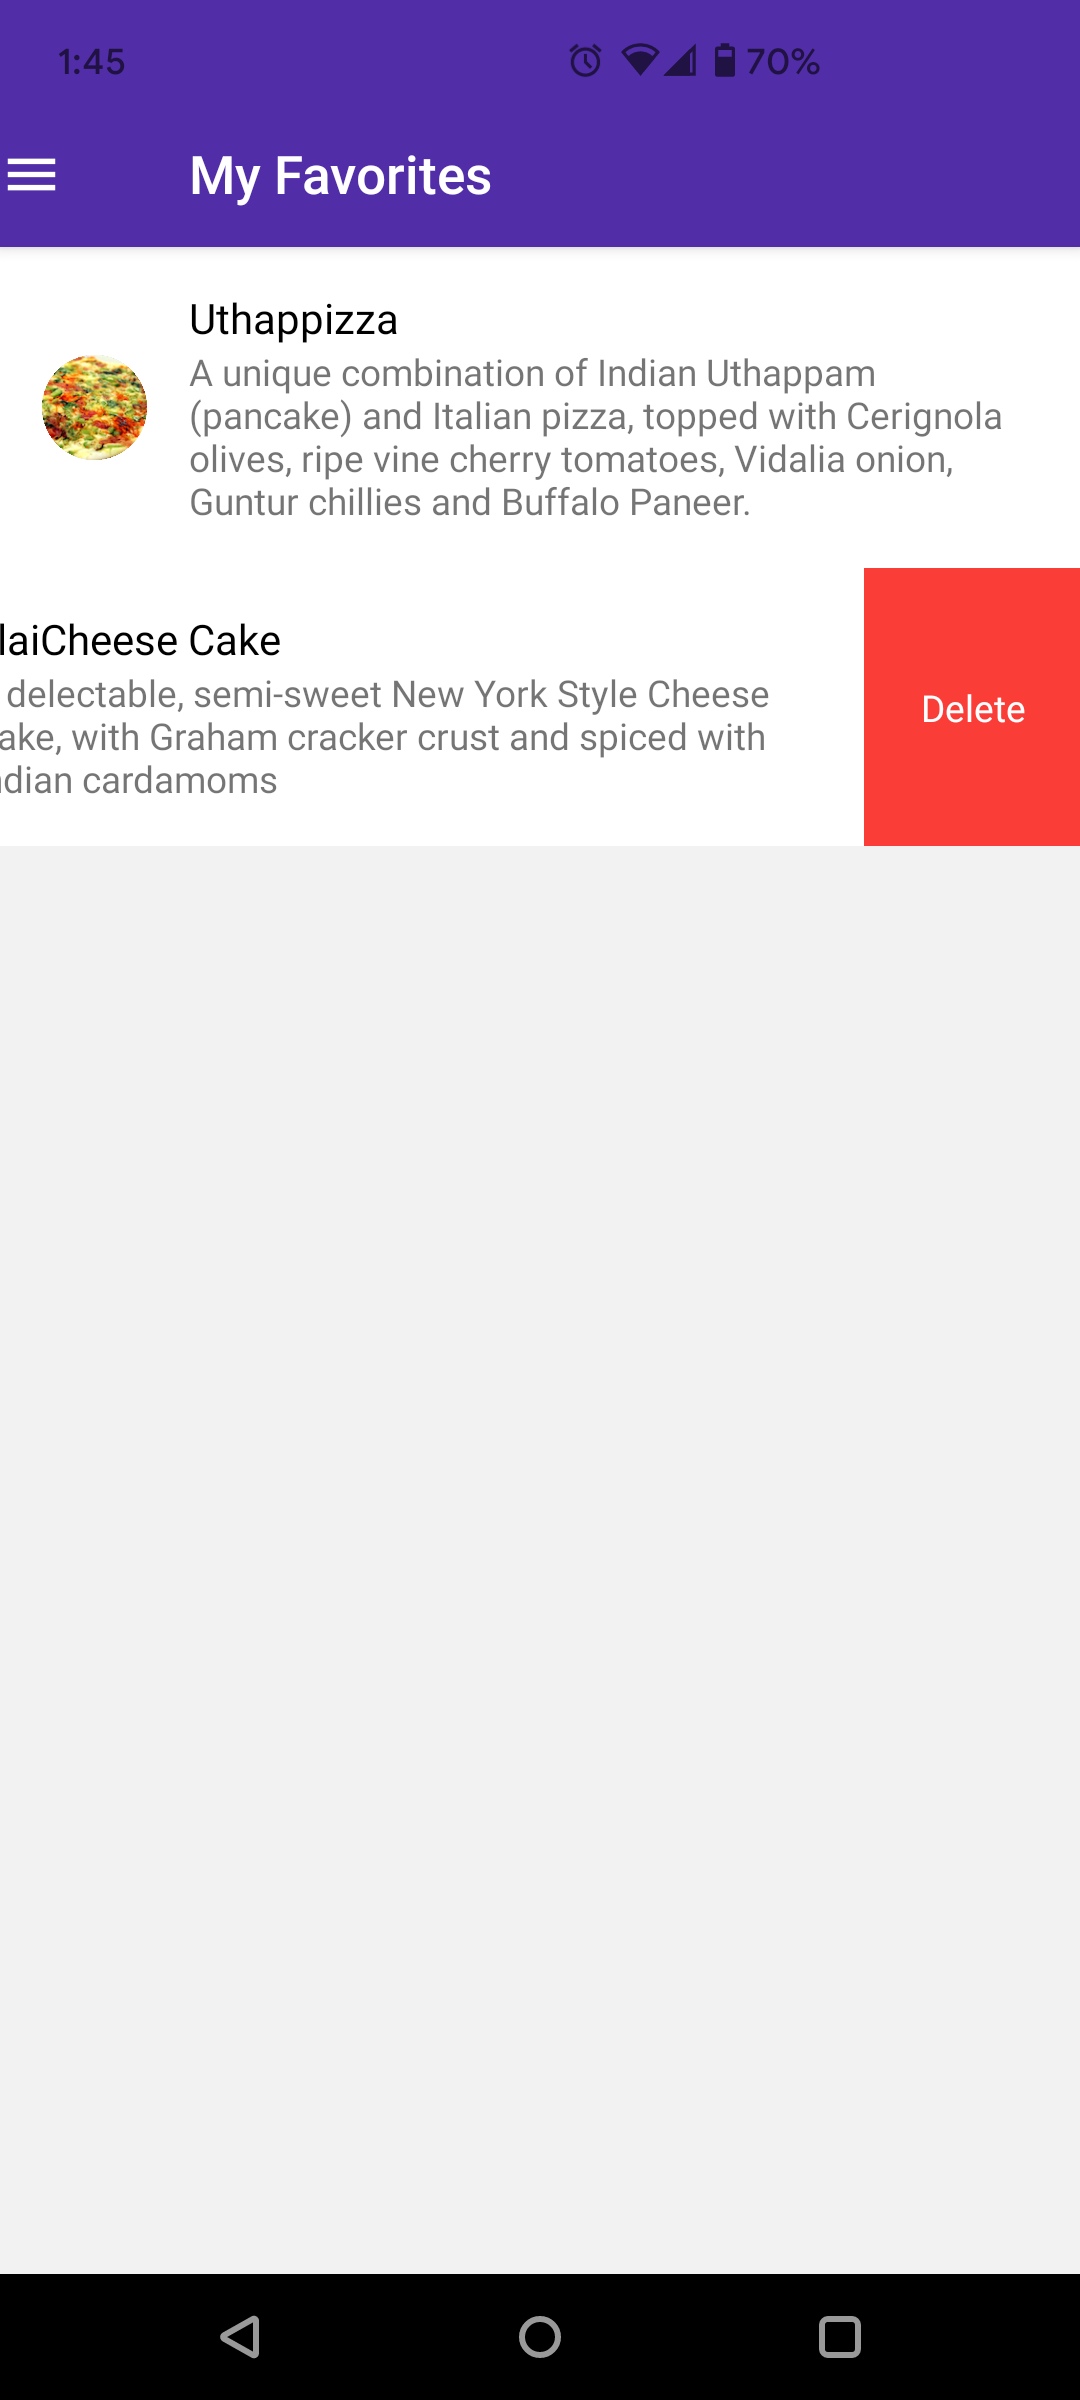 1:45
70%
My Favorites
Uthappizza
A unique combination of Indian Uthappam
(pancake) and Italian pizza, topped with Cerignola
olives, ripe vine cherry tomatoes, Vidalia onion,
Guntur chillies and Buffalo Paneer.
laiCheese Cake
delectable, semi-sweet New York Style Cheese
ake, with Graham cracker crust and spiced with
dian cardamoms
Delete